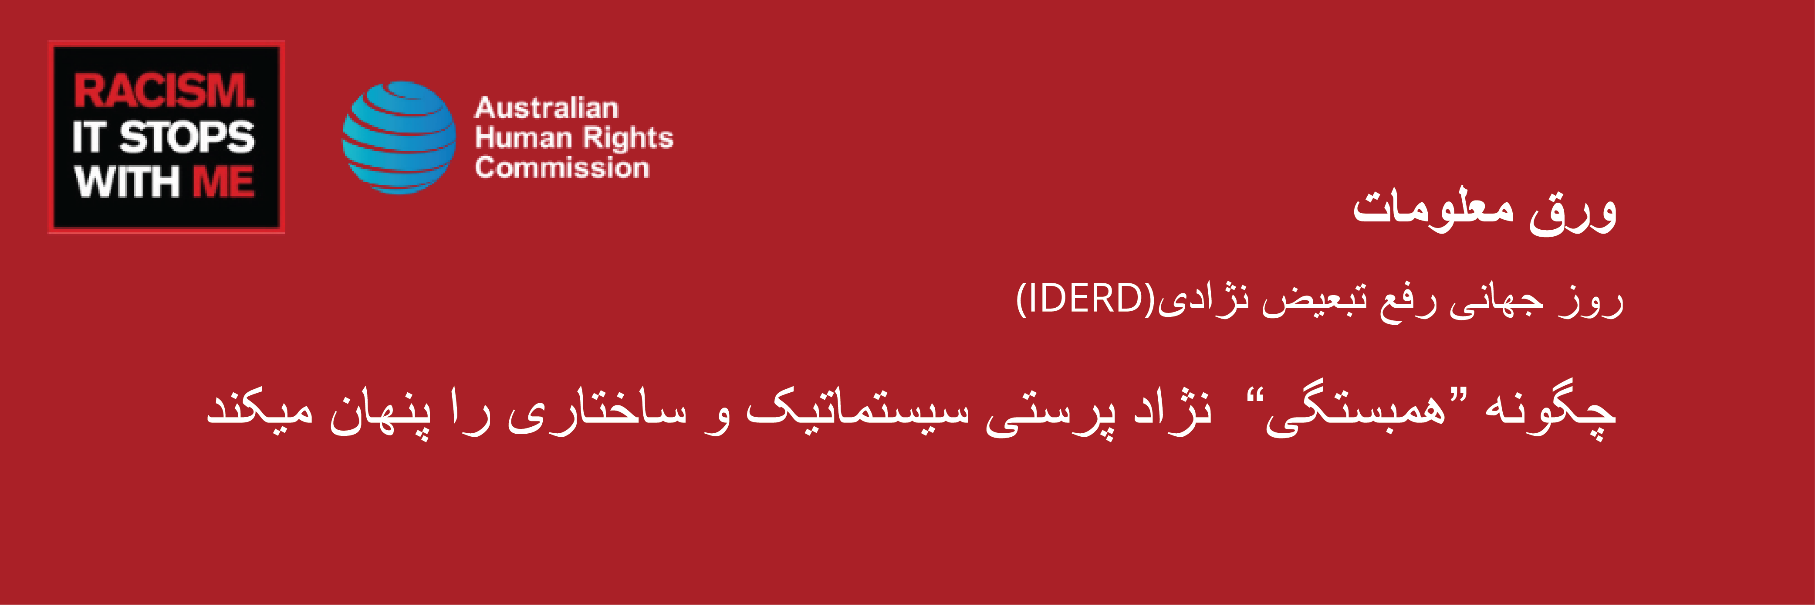 RACISM.
IT STOPS
WITH ME
Australian
Human Rights
Commission
ورق معلومات
روز جهانی رفع تبعیض نژادی(IDERD)
چگونه ”همبستگی“ نژاد پرستی سیستماتیک و ساختاری را پنهان میکند